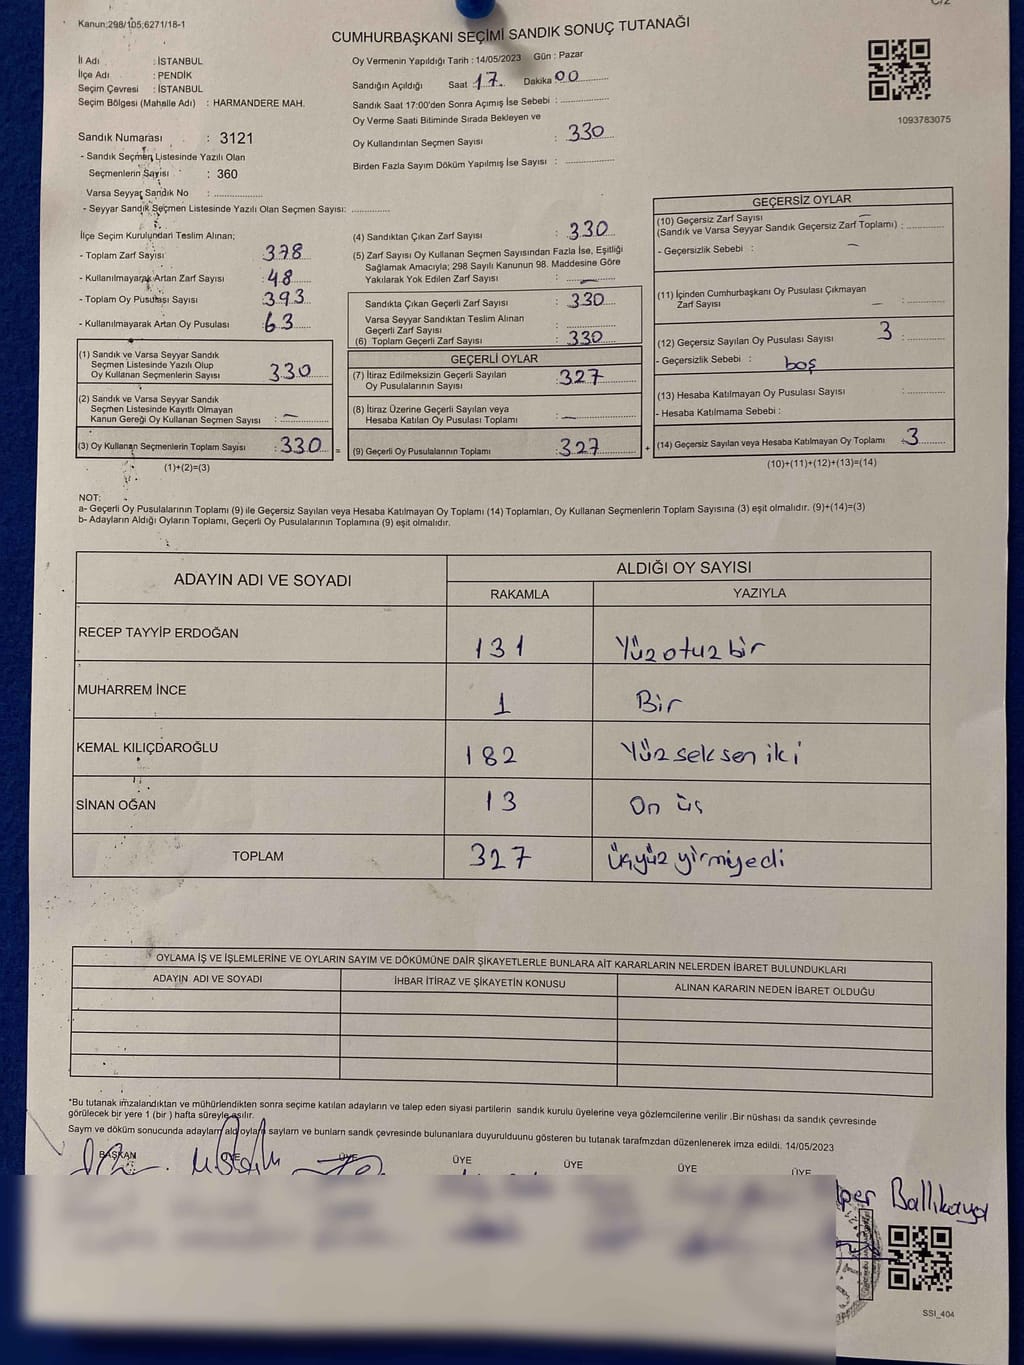 C/2
Kanun:298/105;6271/18-1
CUMHURBAŞKANI SEÇİMİ SANDIK SONUÇ TUTANAĞI
İl Adı : İSTANBUL
İlçe Adı : PENDİK
Seçim Çevresi : İSTANBUL
Seçim Bölgesi (Mahalle Adı) : HARMANDERE MAH.
Oy Vermenin Yapıldığı Tarih : 14/05/2023 Gün : Pazar
Sandığın Açıldığı Saat 17 Dakika 00
Sandık Saat 17:00'den Sonra Açımış İse Sebebi :
Oy Verme Saati Bitiminde Sırada Bekleyen ve
Oy Kullandırılan Seçmen Sayısı : 330
Birden Fazla Sayım Döküm Yapılmış İse Sayısı :
1093783075
Sandık Numarası : 3121
- Sandık Seçmen Listesinde Yazılı Olan
Seçmenlerin Sayısı : 360
Varsa Seyyar Sandık No :
- Seyyar Sandık Seçmen Listesinde Yazılı Olan Seçmen Sayısı:
İlçe Seçim Kurulundan Teslim Alınan;
- Toplam Zarf Sayısı : 378
- Kullanılmayarak Artan Zarf Sayısı : 48
- Toplam Oy Pusulası Sayısı : 393
- Kullanılmayarak Artan Oy Pusulası : 63
(1) Sandık ve Varsa Seyyar Sandık
Seçmen Listesinde Yazılı Olup
Oy Kullanan Seçmenlerin Sayısı : 330
(2) Sandık ve Varsa Seyyar Sandık
Seçmen Listesinde Kayıtlı Olmayan
Kanun Gereği Oy Kullanan Seçmen Sayısı : —
(3) Oy Kullanan Seçmenlerin Toplam Sayısı : 330 =
(1)+(2)=(3)
(4) Sandıktan Çıkan Zarf Sayısı : 330
(5) Zarf Sayısı Oy Kullanan Seçmen Sayısından Fazla İse, Eşitliği
Sağlamak Amacıyla; 298 Sayılı Kanunun 98. Maddesine Göre
Yakılarak Yok Edilen Zarf Sayısı : —
Sandıkta Çıkan Geçerli Zarf Sayısı : 330
Varsa Seyyar Sandıktan Teslim Alınan
Geçerli Zarf Sayısı :
(6) Toplam Geçerli Zarf Sayısı : 330
GEÇERLİ OYLAR
(7) İtiraz Edilmeksizin Geçerli Sayılan
Oy Pusulalarının Sayısı : 327
(8) İtiraz Üzerine Geçerli Sayılan veya
Hesaba Katılan Oy Pusulası Toplamı : —
(9) Geçerli Oy Pusulalarının Toplamı : 327 +
GEÇERSİZ OYLAR
(10) Geçersiz Zarf Sayısı —
(Sandık ve Varsa Seyyar Sandık Geçersiz Zarf Toplamı) :
- Geçersizlik Sebebi : —
(11) İçinden Cumhurbaşkanı Oy Pusulası Çıkmayan
Zarf Sayısı — :
(12) Geçersiz Sayılan Oy Pusulası Sayısı 3 :
- Geçersizlik Sebebi : boş
(13) Hesaba Katılmayan Oy Pusulası Sayısı :
- Hesaba Katılmama Sebebi :
(14) Geçersiz Sayılan veya Hesaba Katılmayan Oy Toplamı : 3
(10)+(11)+(12)+(13)=(14)
NOT:
a- Geçerli Oy Pusulalarının Toplamı (9) ile Geçersiz Sayılan veya Hesaba Katılmayan Oy Toplamı (14) Toplamları, Oy Kullanan Seçmenlerin Toplam Sayısına (3) eşit olmalıdır. (9)+(14)=(3)
b- Adayların Aldığı Oyların Toplamı, Geçerli Oy Pusulalarının Toplamına (9) eşit olmalıdır.
ADAYIN ADI VE SOYADI ALDIĞI OY SAYISI
RAKAMLA YAZIYLA
RECEP TAYYİP ERDOĞAN 131 Yüzotuzbir
MUHARREM İNCE 1 Bir
KEMAL KILIÇDAROĞLU 182 Yüzseksen iki
SİNAN OĞAN 13 On üç
TOPLAM 327 üçyüz yirmiyedi
OYLAMA İŞ VE İŞLEMLERİNE VE OYLARIN SAYIM VE DÖKÜMÜNE DAİR ŞİKAYETLERLE BUNLARA AİT KARARLARIN NELERDEN İBARET BULUNDUKLARI
ADAYIN ADI VE SOYADI İHBAR İTİRAZ VE ŞİKAYETİN KONUSU ALINAN KARARIN NEDEN İBARET OLDUĞU
*Bu tutanak imzalandıktan ve mühürlendikten sonra seçime katılan adayların ve talep eden siyasi partilerin sandık kurulu üyelerine veya gözlemcilerine verilir .Bir nüshası da sandık çevresinde
görülecek bir yere 1 (bir ) hafta süreyle asılır.
Saym ve döküm sonucunda adaylarn ald oylarn saylarn ve bunlarn sandk çevresinde bulunanlara duyurulduunu gösteren bu tutanak tarafmzdan düzenlenerek imza edildi. 14/05/2023
BAŞKAN ÜYE ÜYE ÜYE ÜYE ÜYE ÜYE
Ballıkaya
SSI_404